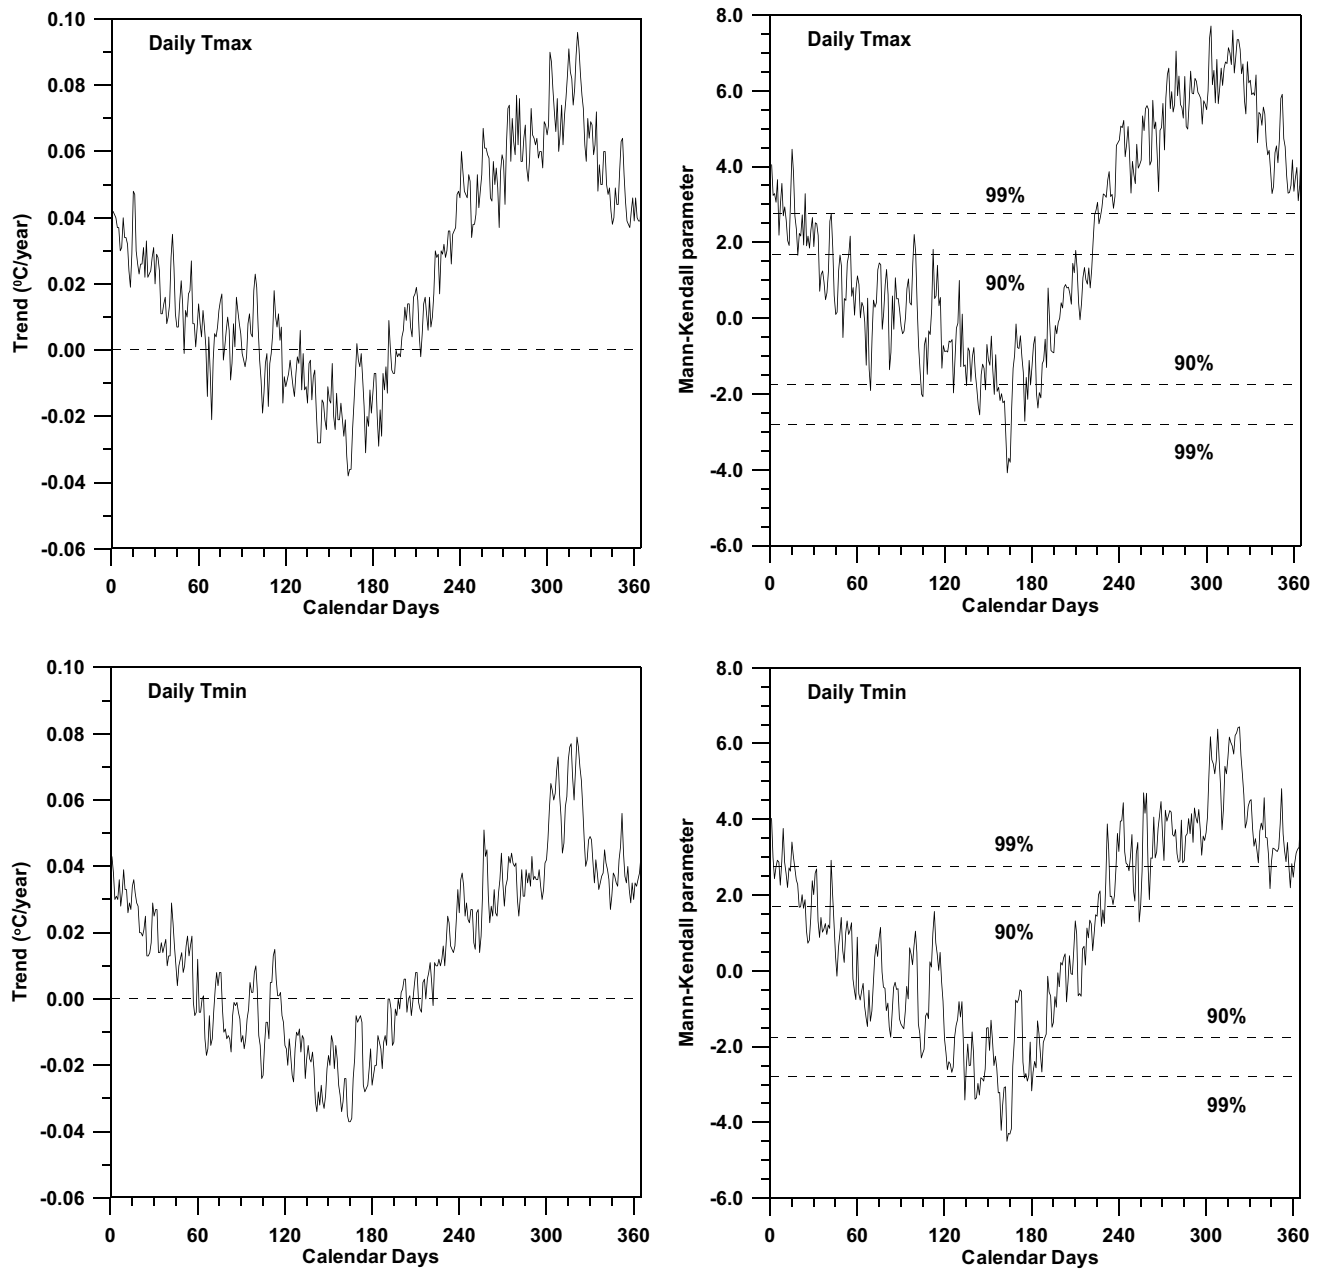 Daily Tmax
Trend (⁰C/year)
0.10
0.08
0.06
0.04
0.02
0.00
-0.02
-0.04
-0.06
0 60 120 180 240 300 360
Calendar Days
Daily Tmax
Mann-Kendall parameter
8.0
6.0
4.0
2.0
0.0
-2.0
-4.0
-6.0
99%
90%
90%
99%
0 60 120 180 240 300 360
Calendar Days
Daily Tmin
Trend (⁰C/year)
0.10
0.08
0.06
0.04
0.02
0.00
-0.02
-0.04
-0.06
0 60 120 180 240 300 360
Calendar Days
Daily Tmin
Mann-Kendall parameter
8.0
6.0
4.0
2.0
0.0
-2.0
-4.0
-6.0
99%
90%
90%
99%
0 60 120 180 240 300 360
Calendar Days